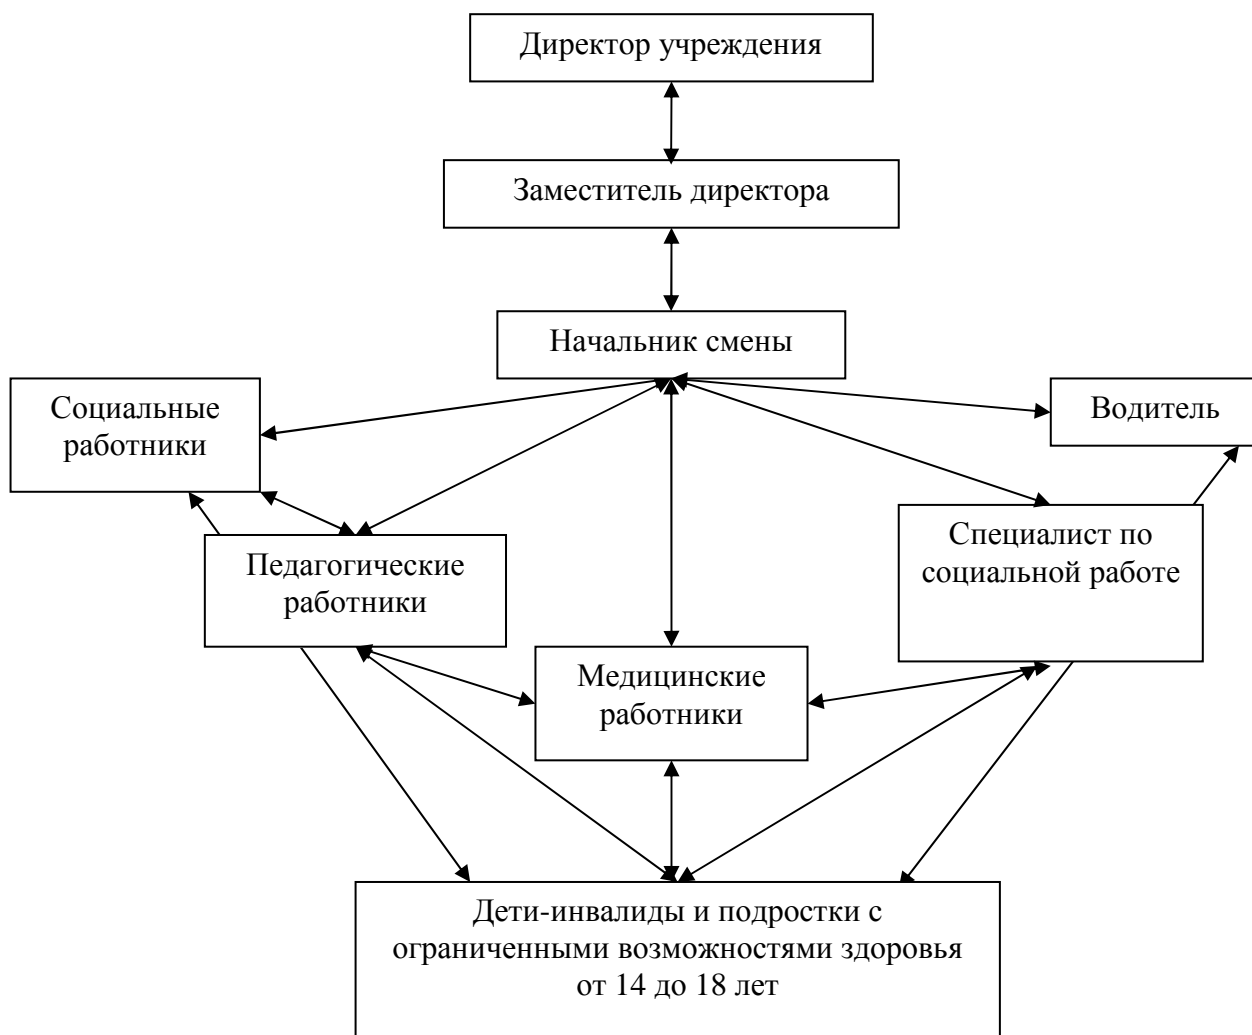 Директор учреждения
Заместитель директора
Начальник смены
Социальные
работники
Водитель
Педагогические
работники
Специалист по
социальной работе
Медицинские
работники
Дети-инвалиды и подростки с
ограниченными возможностями здоровья
от 14 до 18 лет